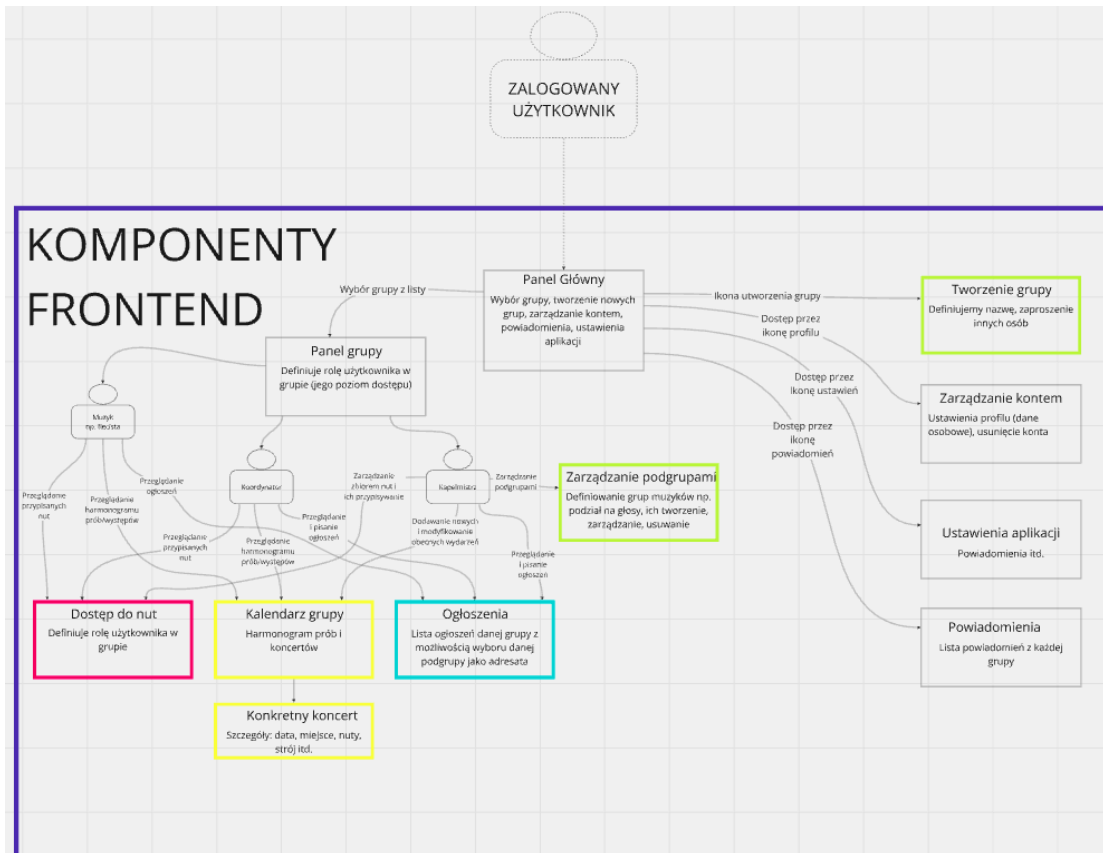 ZALOGOWANY
UŻYTKOWNIK
KOMPONENTY
FRONTEND
Panel Główny
Wybór grupy, tworzenie nowych
grup, zarządzanie kontem,
powiadomienia, ustawienia
aplikacji
Wybór grupy z listy
Ikona utworzenia grupy
Tworzenie grupy
Definiujemy nazwę, zaproszenie
innych osób
Dostęp przez
ikonę profilu
Panel grupy
Definiuje rolę użytkownika w
grupie (jego poziom dostępu)
Dostęp przez
ikonę ustawień
Zarządzanie kontem
Ustawienia profilu (dane
osobowe), usunięcie konta
Muzyk
np. flecista
Dostęp przez
ikonę
powiadomień
Koordynator
Kapelmistrz
Zarządzanie
zbiorem nut i
ich przypisywanie
Zarządzanie
podgrupami
Zarządzanie podgrupami
Definiowanie grup muzyków np.
podział na głosy, ich tworzenie,
zarządzanie, usuwanie
Przeglądanie
przypisanych
nut
Przeglądanie
harmonogramu
prób/występów
Przeglądanie
ogłoszeń
Przeglądanie
przypisanych
nut
Przeglądanie
harmonogramu
prób/występów
Przeglądanie
i pisanie
ogłoszeń
Dodawanie nowych
i modyfikowanie
obecnych wydarzeń
Przeglądanie
i pisanie
ogłoszeń
Ustawienia aplikacji
Powiadomienia itd.
Dostęp do nut
Definiuje rolę użytkownika w
grupie
Kalendarz grupy
Harmonogram prób i
koncertów
Ogłoszenia
Lista ogłoszeń danej grupy z
możliwością wyboru danej
podgrupy jako adresata
Powiadomienia
Lista powiadomień z każdej
grupy
Konkretny koncert
Szczegóły: data, miejsce, nuty,
strój itd.